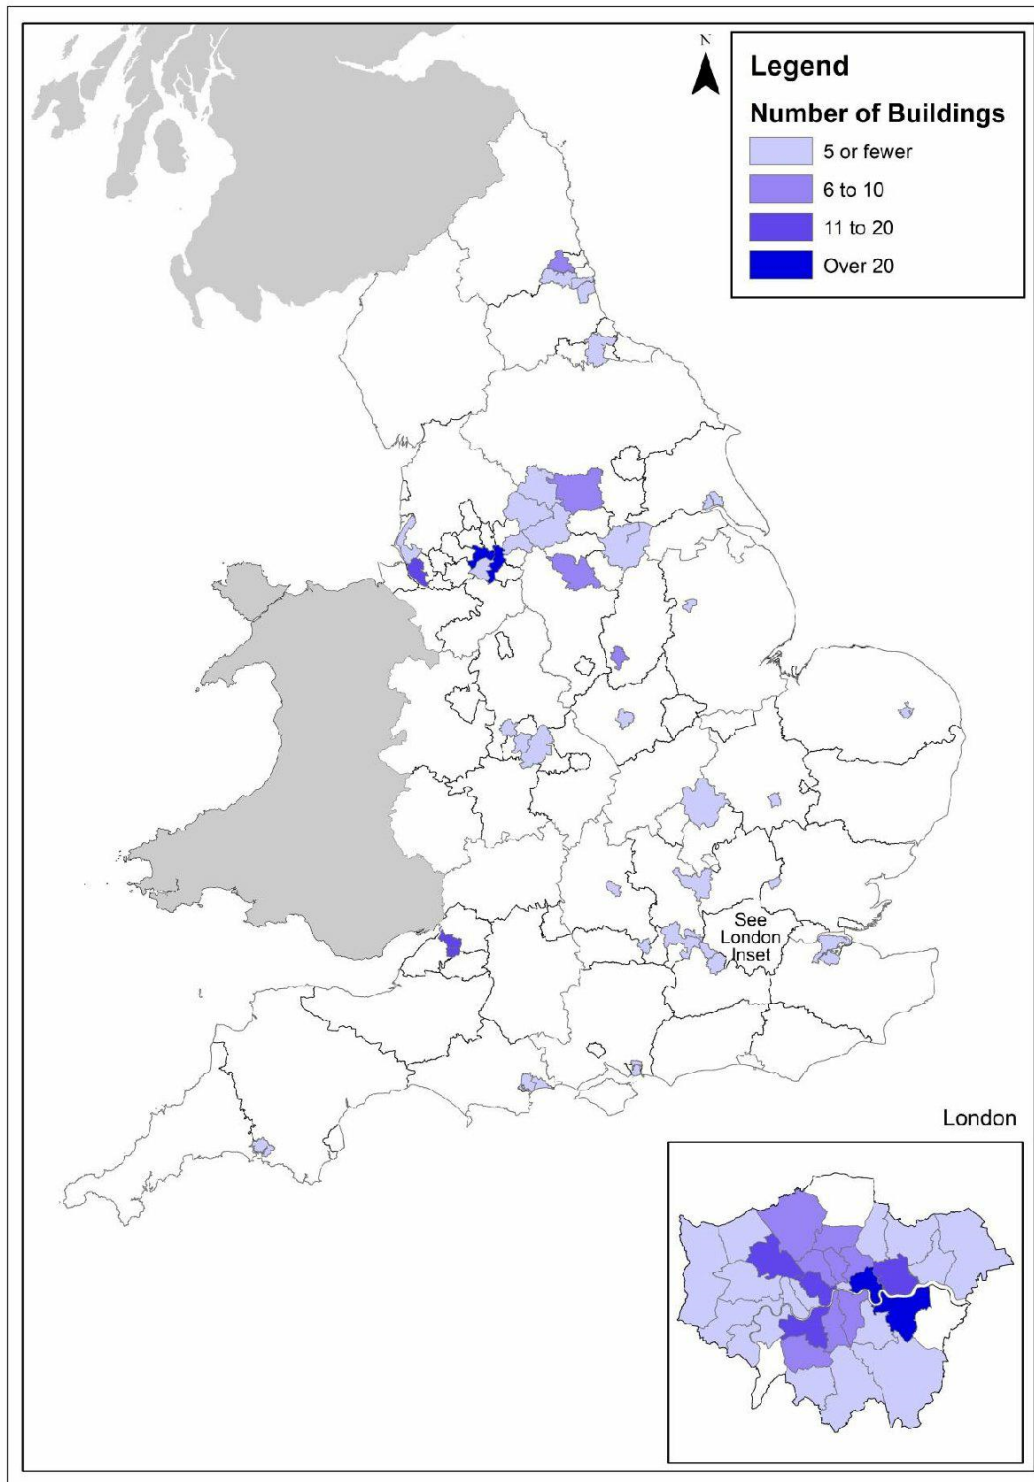 N
Legend
Number of Buildings
5 or fewer
6 to 10
11 to 20
Over 20
See
London
Inset
London